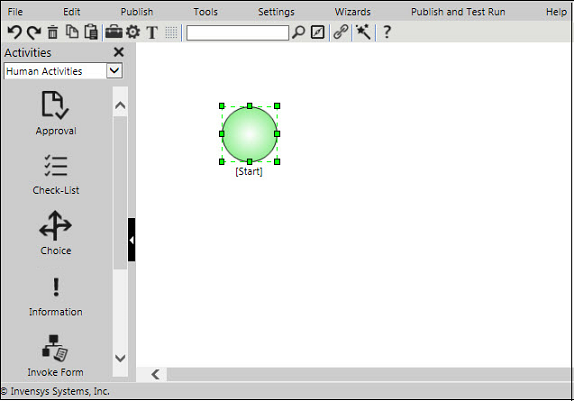 File Edit Publish Tools Settings Wizards Publish and Test Run Help
T ?
Activities
Human Activities
Approval
Check-List
Choice
Information
Invoke Form
[Start]
© Invensys Systems, Inc.